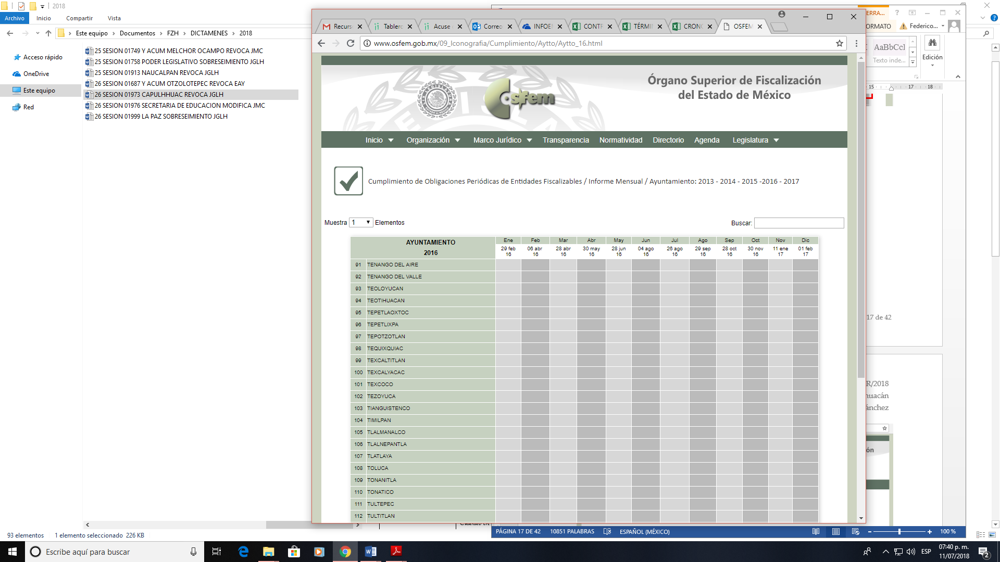 2018
Archivo Inicio Compartir Vista
Este equipo Documentos FZH DICTAMENES 2018
Acceso rápido
OneDrive
Este equipo
Red
25 SESION 01749 Y ACUM MELCHOR OCAMPO REVOCA JMC
25 SESION 01758 PODER LEGISLATIVO SOBRESEIMIENTO JGLH
25 SESION 01913 NAUCALPAN REVOCA JGLH
26 SESION 01687 Y ACUM OTZOLOTEPEC REVOCA EAY
26 SESION 01973 CAPULHHUAC REVOCA JGLH
26 SESION 01976 SECRETARIA DE EDUCACION MODIFICA JMC
26 SESION 01999 LA PAZ SOBRESEIMIENTO JGLH
93 elementos 1 elemento seleccionado 226 KB
Recurs Tablero Acuse Correo INFOE CONTR TÉRMI CRONO OSFEM
www.osfem.gob.mx/09_Iconografia/Cumplimiento/Aytto/Aytto_16.html
osfem
Órgano Superior de Fiscalización
del Estado de México
Inicio Organización Marco Jurídico Transparencia Normatividad Directorio Agenda Legislatura
Cumplimiento de Obligaciones Periódicas de Entidades Fiscalizables / Informe Mensual / Ayuntamiento: 2013 - 2014 - 2015 -2016 - 2017
Muestra 1 Elementos Buscar:
AYUNTAMIENTO Ene Feb Mar Abr May Jun Jul Ago Sep Oct Nov Dic
2016 29 feb 16 06 abr 16 28 abr 16 30 may 16 28 jun 16 04 ago 16 26 ago 16 29 sep 16 28 oct 16 30 nov 16 11 ene 17 01 feb 17
91 TENANGO DEL AIRE
92 TENANGO DEL VALLE
93 TEOLOYUCAN
94 TEOTIHUACAN
95 TEPETLAOXTOC
96 TEPETLIXPA
97 TEPOTZOTLAN
98 TEQUIXQUIAC
99 TEXCALTITLAN
100 TEXCALYACAC
101 TEXCOCO
102 TEZOYUCA
103 TIANGUISTENCO
104 TIMILPAN
105 TLALMANALCO
106 TLALNEPANTLA
107 TLATLAYA
108 TOLUCA
109 TONANITLA
110 TONATICO
111 TULTEPEC
112 TULTITLAN
ERRA...
ORMATO Federico...
AaBbCcI
Texto inde...
Edición
15 17 18
17 de 42
R/2018
huacán
ánchez
ón
Cuando en
PÁGINA 17 DE 42 10851 PALABRAS ESPAÑOL (MÉXICO) 100 %
Escribe aquí para buscar
ESP
07:40 p. m.
11/07/2018
2